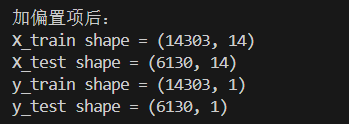 加偏置项后：
X_train shape = (14303, 14)
X_test shape = (6130, 14)
y_train shape = (14303, 1)
y_test shape = (6130, 1)